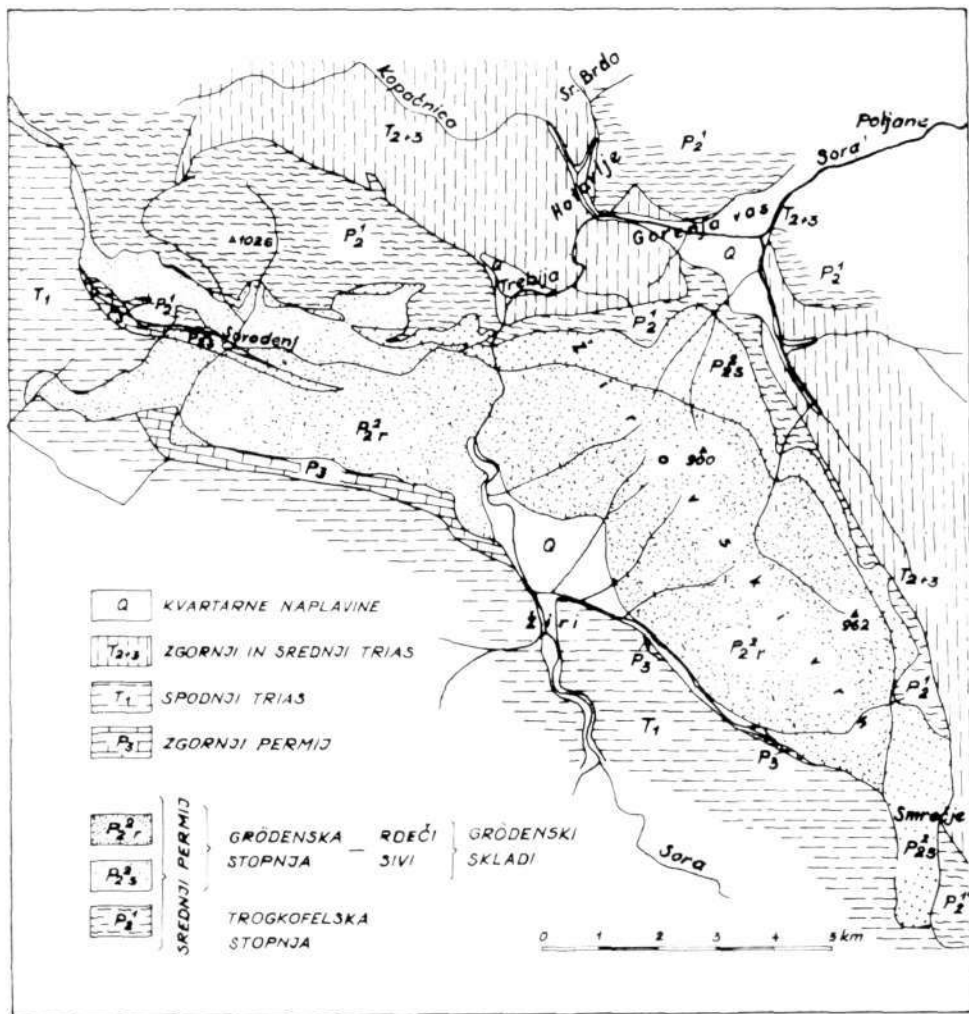 Sr. Brdo
Kopačnica
Poljane
Sora
T₂₊₃
P₂¹
Hotavlje
Gorenja vas
T₂₊₃
P₂¹
▵1026
Q
Q
Trebija
P₂¹
T₁
P₂¹
P₃
Sovodenj
P₂¹
P₂²s
P₂²r
900
P₃
Q
T₂₊₃
962
Žiri
P₃
P₂²r
P₂¹
T₁
P₃
Smrečje
P₂²s
P₂¹
Sora
Q KVARTARNE NAPLAVINE
T₂₊₃ ZGORNJI IN SREDNJI TRIAS
T₁ SPODNJI TRIAS
P₃ ZGORNJI PERMIJ
SREDNJI PERMIJ
P₂²r
P₂²s
GRÖDENSKA STOPNJA — RDEČI SIVI
GRÖDENSKI SKLADI
P₂¹ TROGKOFELSKA STOPNJA
0 1 2 3 4 5 km